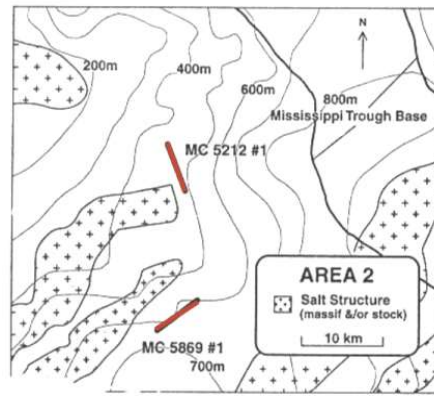 N
200m
400m
600m
800m
Mississippi Trough Base
MC 5212 #1
AREA 2
Salt Structure
(massif &/or stock)
10 km
MC 5869 #1
700m